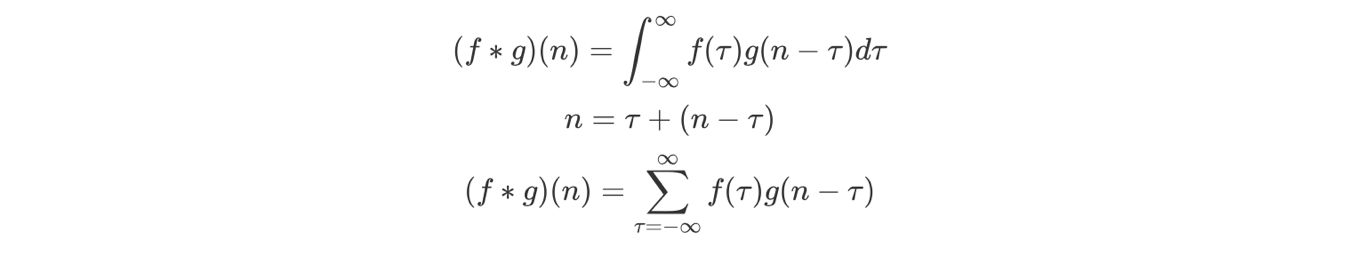 (f ∗ g)(n) = ∫_{−∞}^{∞} f(τ)g(n − τ)dτ
n = τ + (n − τ)
(f ∗ g)(n) = ∑_{τ=−∞}^{∞} f(τ)g(n − τ)